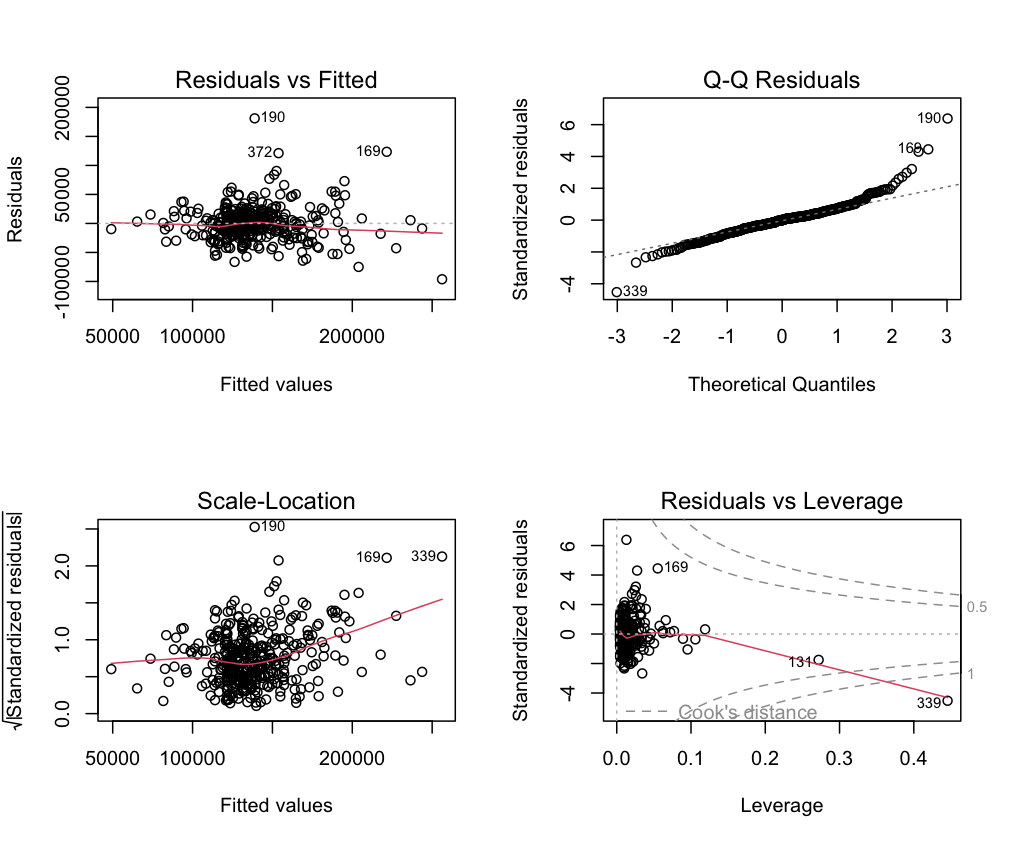 Residuals vs Fitted
Residuals
200000
50000
-100000
190
372
169
50000 100000 200000
Fitted values
Q-Q Residuals
Standardized residuals
6
4
2
0
-4
190
169
339
-3 -2 -1 0 1 2 3
Theoretical Quantiles
Scale-Location
√|Standardized residuals|
2.0
1.0
0.0
190
169
339
50000 100000 200000
Fitted values
Residuals vs Leverage
Standardized residuals
6
4
2
0
-4
169
131
339
0.5
1
Cook's distance
0.0 0.1 0.2 0.3 0.4
Leverage